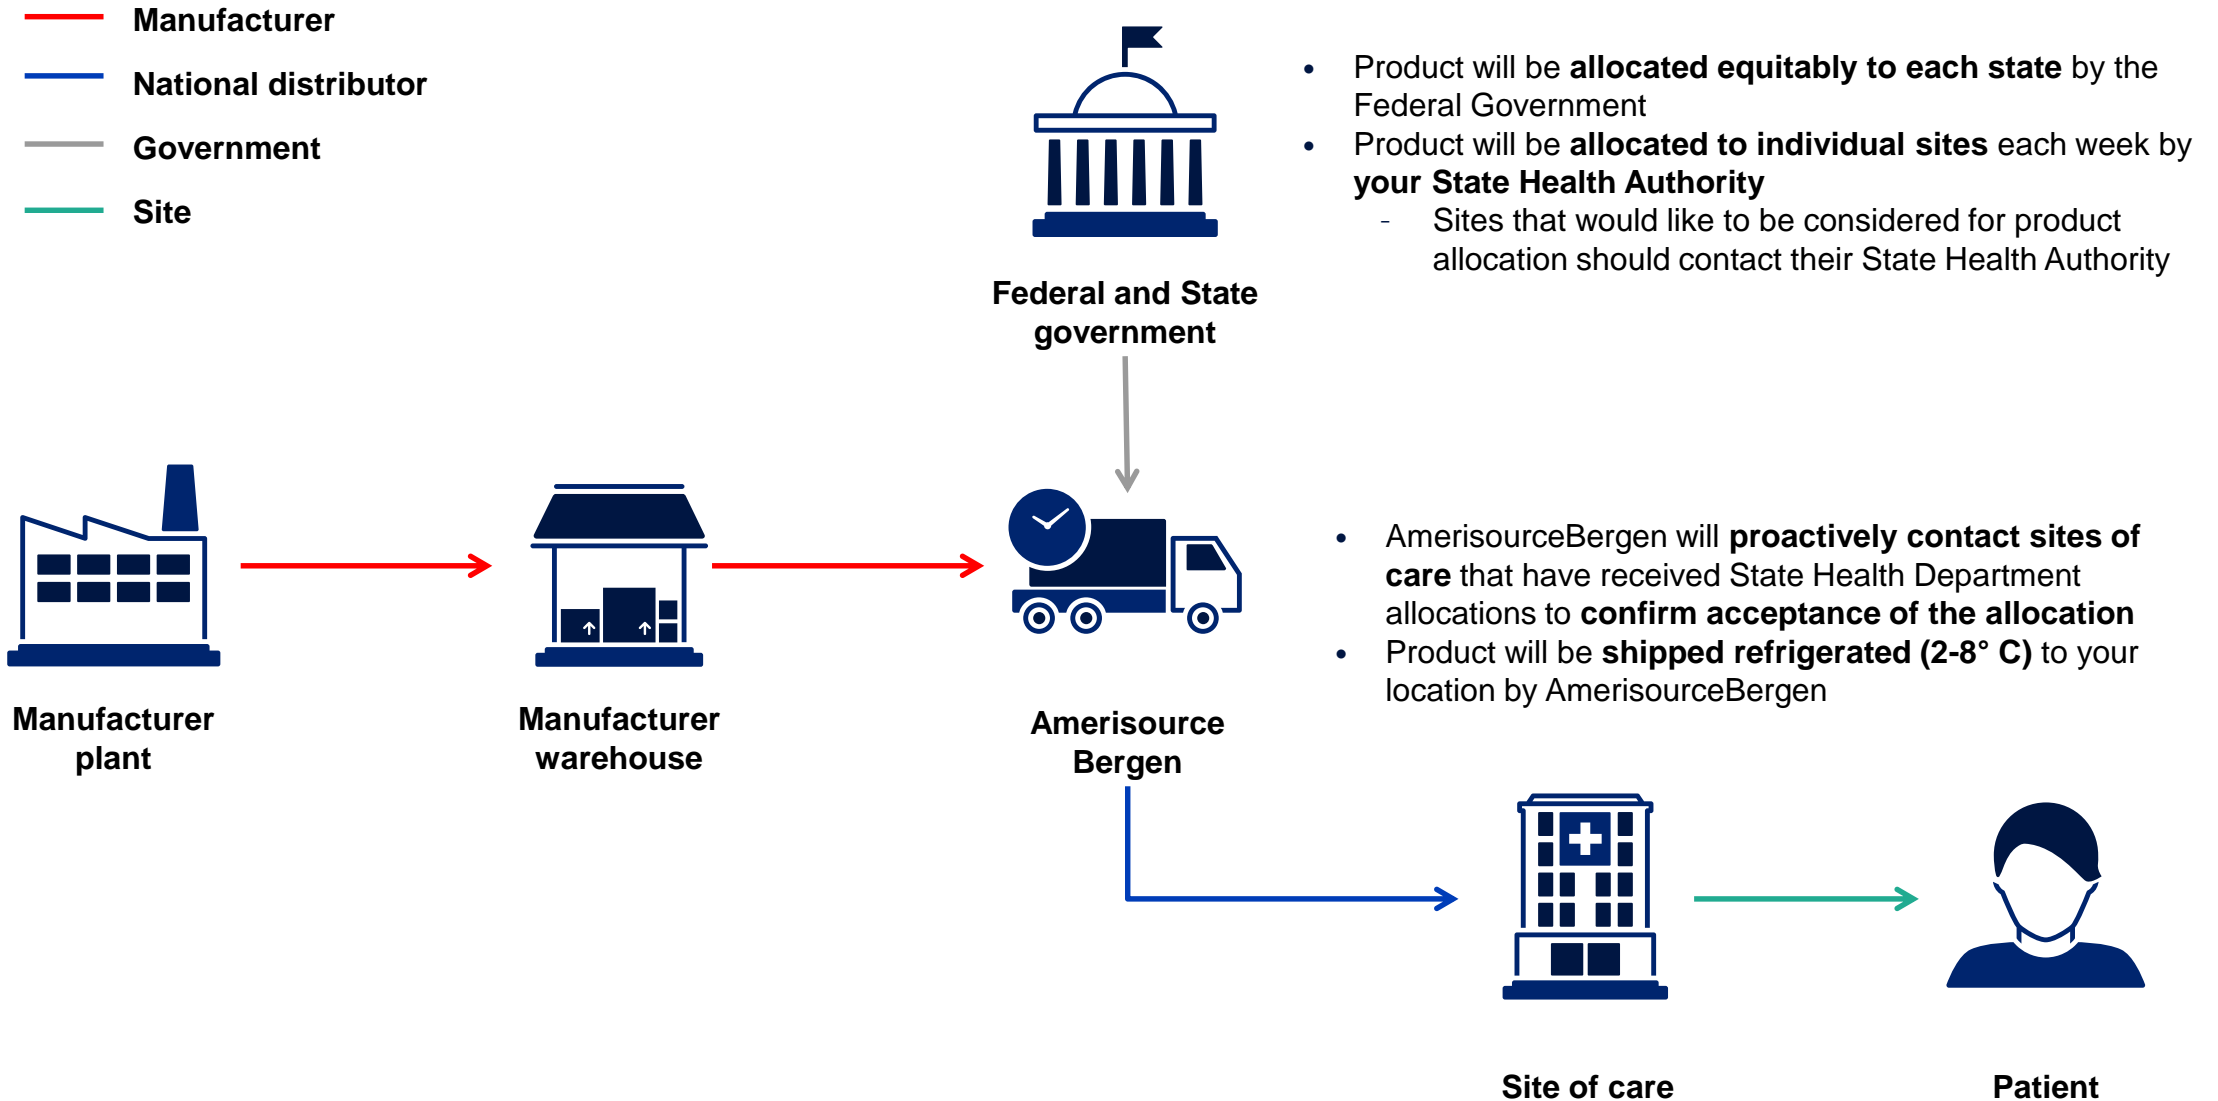 Manufacturer
National distributor
Government
Site
Federal and State
government
• Product will be allocated equitably to each state by the
Federal Government
• Product will be allocated to individual sites each week by
your State Health Authority
- Sites that would like to be considered for product
allocation should contact their State Health Authority
Manufacturer
plant
Manufacturer
warehouse
Amerisource
Bergen
• AmerisourceBergen will proactively contact sites of
care that have received State Health Department
allocations to confirm acceptance of the allocation
• Product will be shipped refrigerated (2-8° C) to your
location by AmerisourceBergen
Site of care
Patient